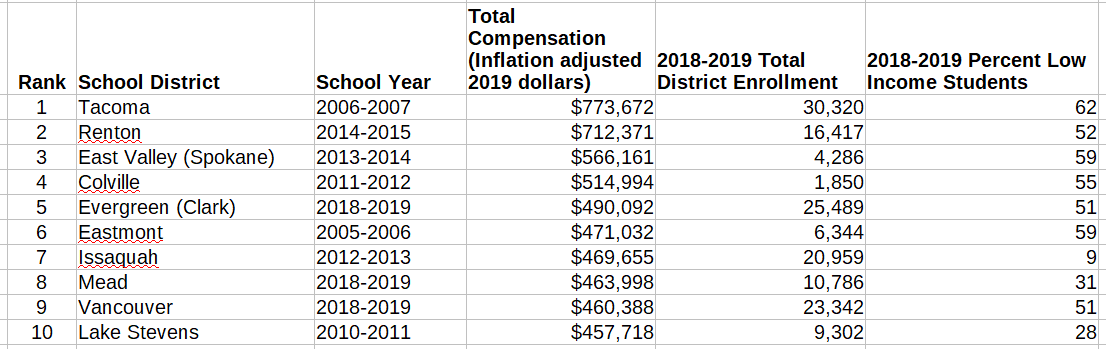 Total
Compensation
(Inflation adjusted 2018-2019 Total 2018-2019 Percent Low
Rank School District School Year 2019 dollars) District Enrollment Income Students
1 Tacoma 2006-2007 $773,672 30,320 62
2 Renton 2014-2015 $712,371 16,417 52
3 East Valley (Spokane) 2013-2014 $566,161 4,286 59
4 Colville 2011-2012 $514,994 1,850 55
5 Evergreen (Clark) 2018-2019 $490,092 25,489 51
6 Eastmont 2005-2006 $471,032 6,344 59
7 Issaquah 2012-2013 $469,655 20,959 9
8 Mead 2018-2019 $463,998 10,786 31
9 Vancouver 2018-2019 $460,388 23,342 51
10 Lake Stevens 2010-2011 $457,718 9,302 28